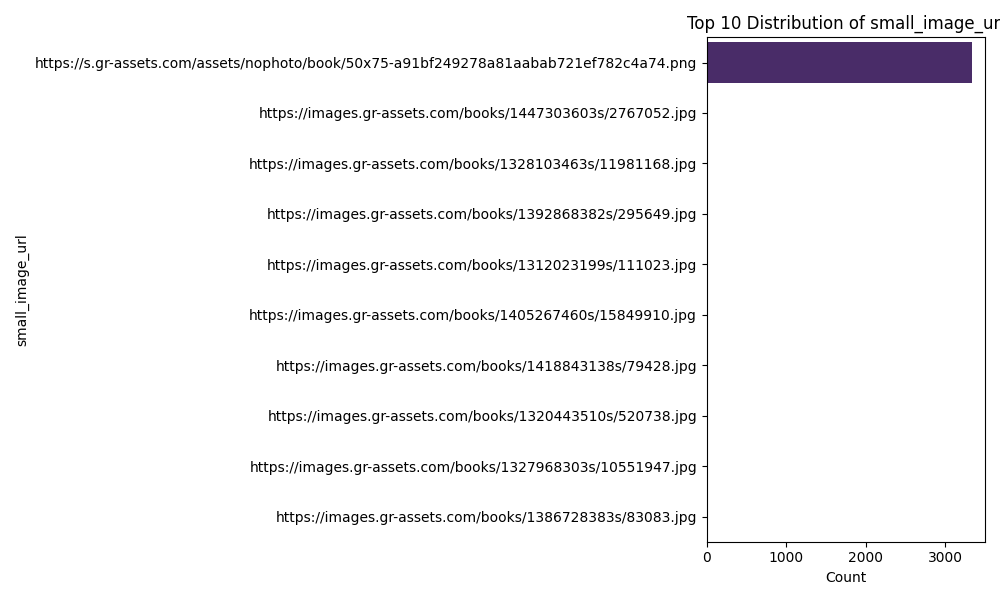 Top 10 Distribution of small_image_ur
https://s.gr-assets.com/assets/nophoto/book/50x75-a91bf249278a81aabab721ef782c4a74.png
https://images.gr-assets.com/books/1447303603s/2767052.jpg
https://images.gr-assets.com/books/1328103463s/11981168.jpg
https://images.gr-assets.com/books/1392868382s/295649.jpg
https://images.gr-assets.com/books/1312023199s/111023.jpg
https://images.gr-assets.com/books/1405267460s/15849910.jpg
https://images.gr-assets.com/books/1418843138s/79428.jpg
https://images.gr-assets.com/books/1320443510s/520738.jpg
https://images.gr-assets.com/books/1327968303s/10551947.jpg
https://images.gr-assets.com/books/1386728383s/83083.jpg
small_image_url
0 1000 2000 3000
Count